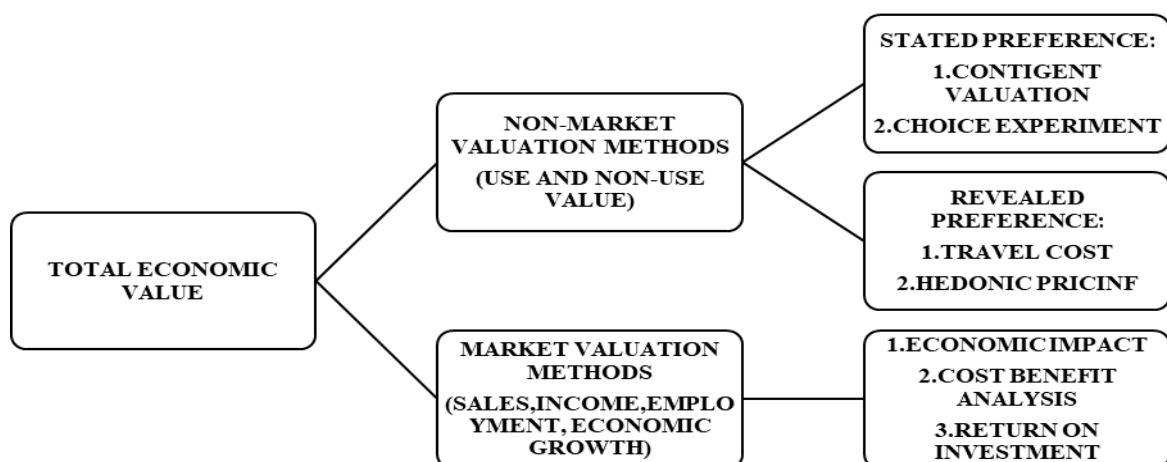 TOTAL ECONOMIC
VALUE
NON-MARKET
VALUATION METHODS
(USE AND NON-USE
VALUE)
MARKET VALUATION
METHODS
(SALES,INCOME,EMPLO
YMENT, ECONOMIC
GROWTH)
STATED PREFERENCE:
1.CONTIGENT
VALUATION
2.CHOICE EXPERIMENT
REVEALED
PREFERENCE:
1.TRAVEL COST
2.HEDONIC PRICINF
1.ECONOMIC IMPACT
2.COST BENEFIT
ANALYSIS
3.RETURN ON
INVESTMENT